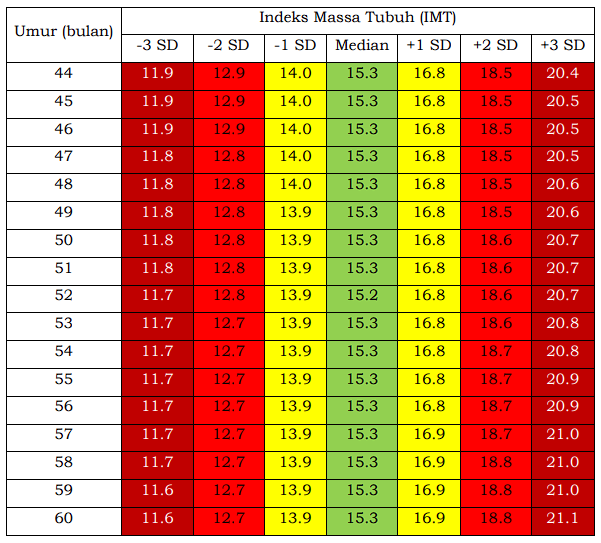 Umur (bulan) Indeks Massa Tubuh (IMT)
-3 SD -2 SD -1 SD Median +1 SD +2 SD +3 SD
44 11.9 12.9 14.0 15.3 16.8 18.5 20.4
45 11.9 12.9 14.0 15.3 16.8 18.5 20.5
46 11.9 12.9 14.0 15.3 16.8 18.5 20.5
47 11.8 12.8 14.0 15.3 16.8 18.5 20.5
48 11.8 12.8 14.0 15.3 16.8 18.5 20.6
49 11.8 12.8 13.9 15.3 16.8 18.5 20.6
50 11.8 12.8 13.9 15.3 16.8 18.6 20.7
51 11.8 12.8 13.9 15.3 16.8 18.6 20.7
52 11.7 12.8 13.9 15.2 16.8 18.6 20.7
53 11.7 12.7 13.9 15.3 16.8 18.6 20.8
54 11.7 12.7 13.9 15.3 16.8 18.7 20.8
55 11.7 12.7 13.9 15.3 16.8 18.7 20.9
56 11.7 12.7 13.9 15.3 16.8 18.7 20.9
57 11.7 12.7 13.9 15.3 16.9 18.7 21.0
58 11.7 12.7 13.9 15.3 16.9 18.8 21.0
59 11.6 12.7 13.9 15.3 16.9 18.8 21.0
60 11.6 12.7 13.9 15.3 16.9 18.8 21.1